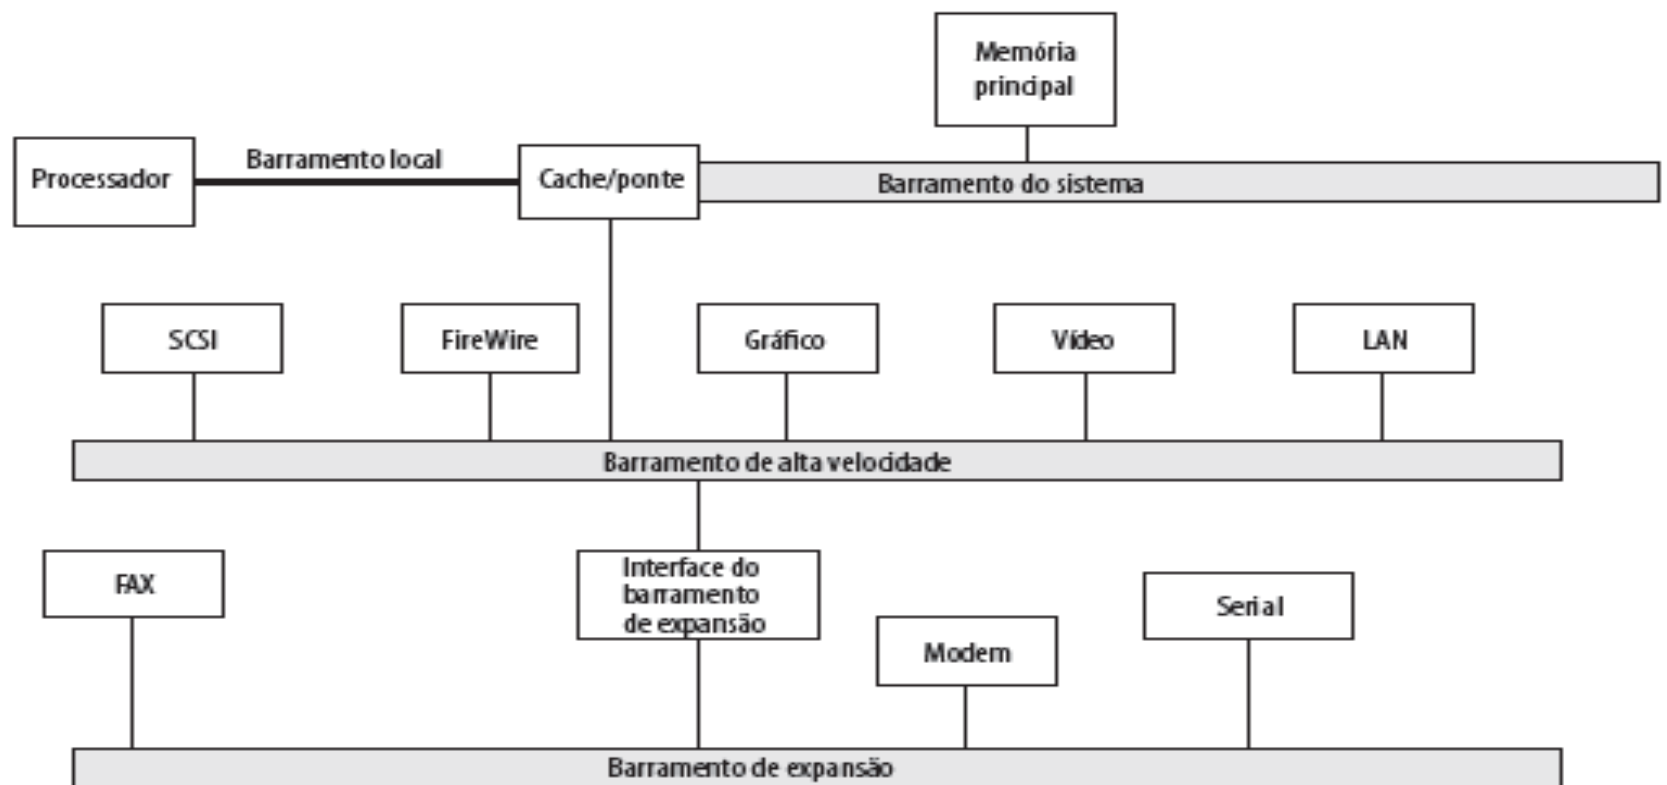 Memória
principal
Processador
Barramento local
Cache/ponte
Barramento do sistema
SCSI
FireWire
Gráfico
Vídeo
LAN
Barramento de alta velocidade
FAX
Interface do
barramento
de expansão
Modem
Serial
Barramento de expansão